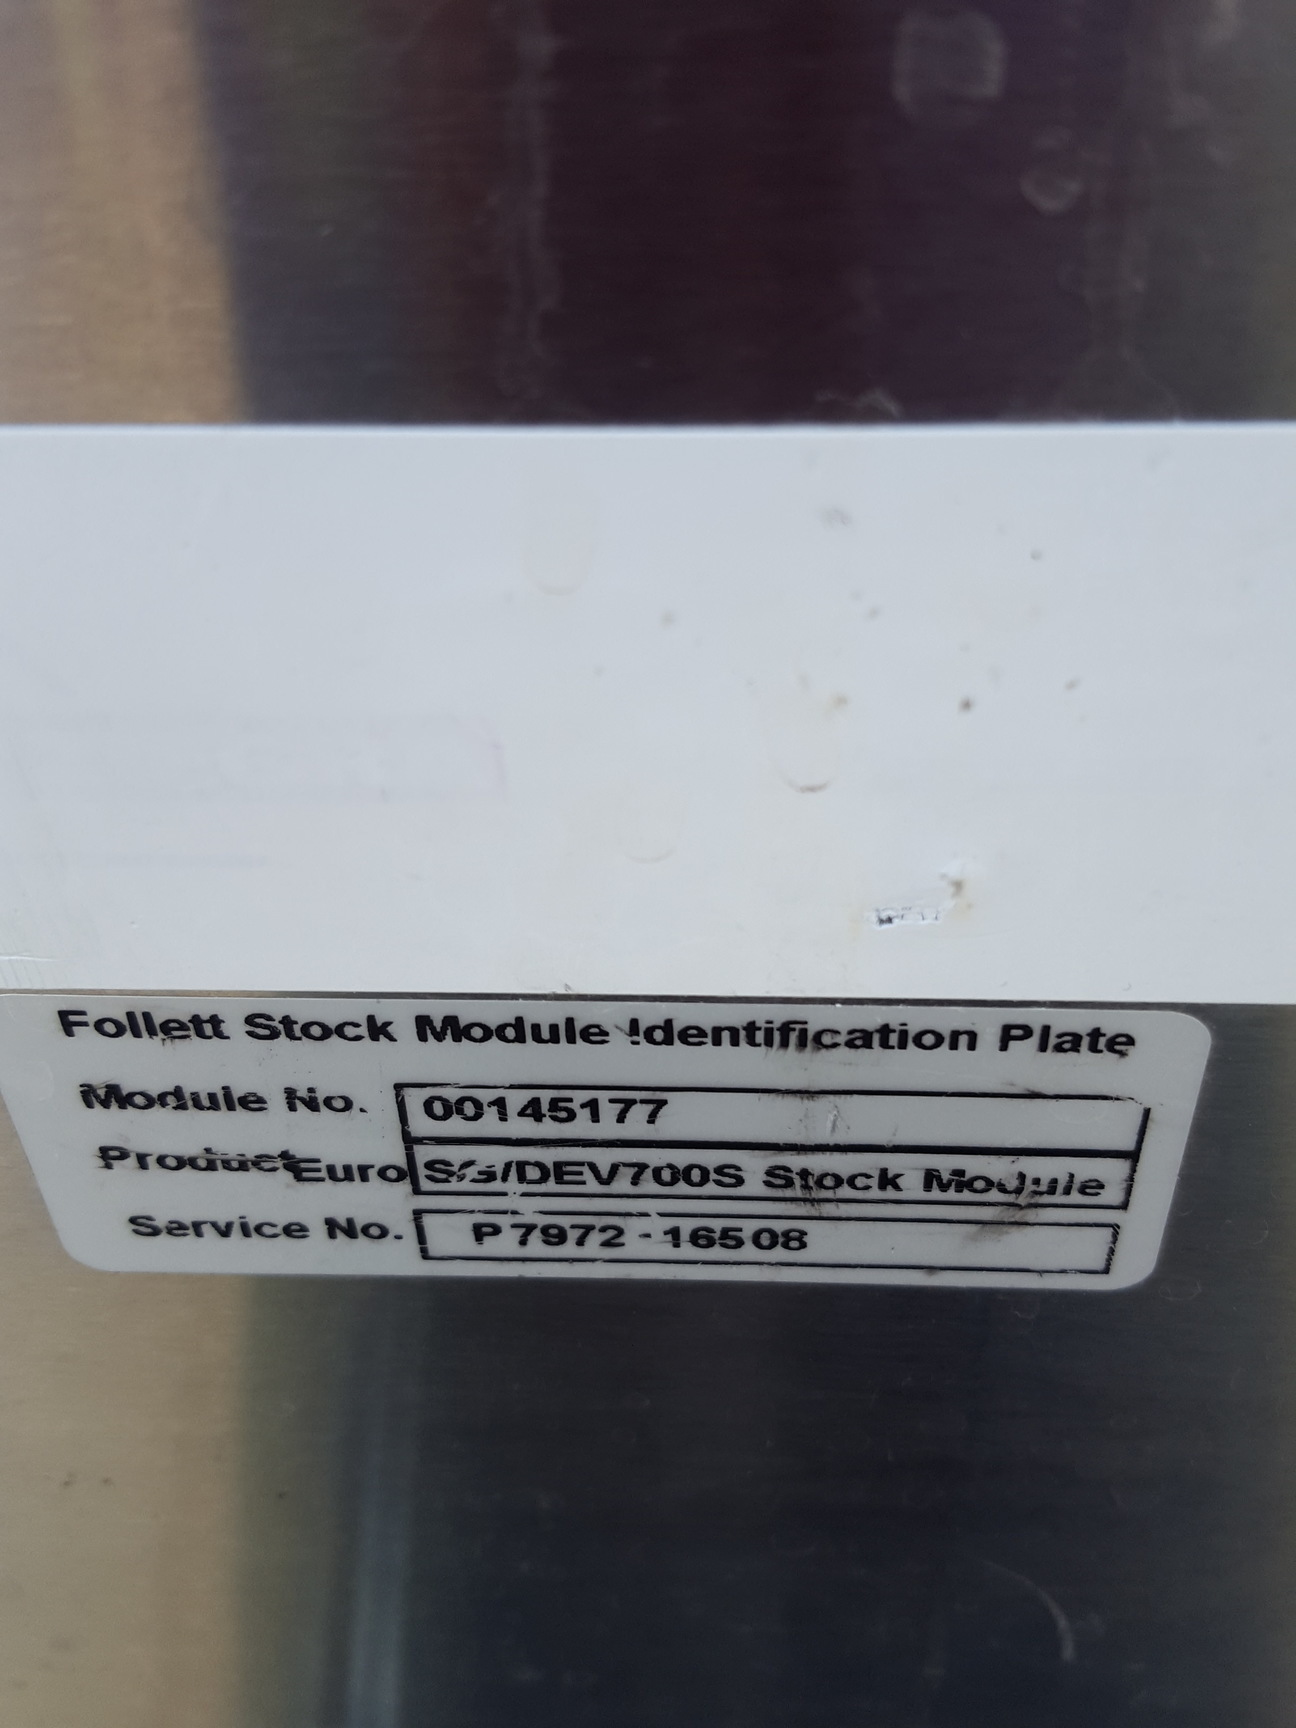 Follett Stock Module Identification Plate
Module No. 00145177
Product Euro S/G/DEV700S Stock Module
Service No. P7972-16508